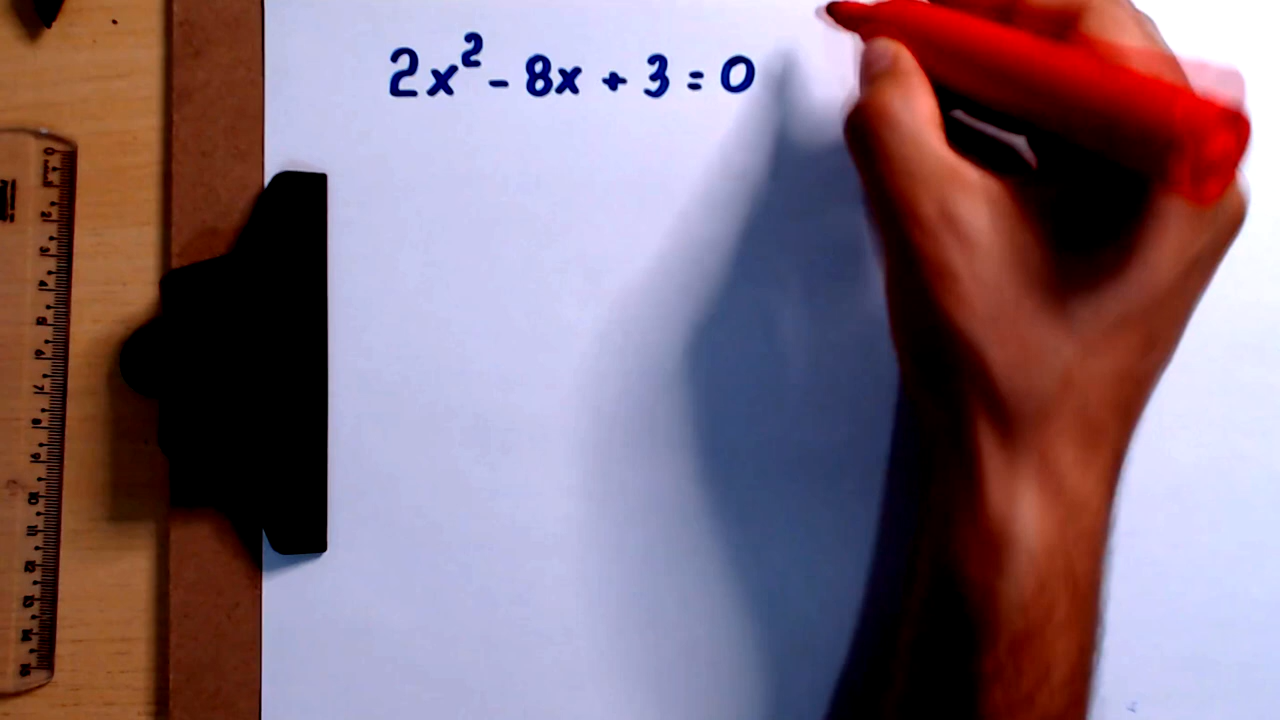 2x² - 8x + 3 = 0